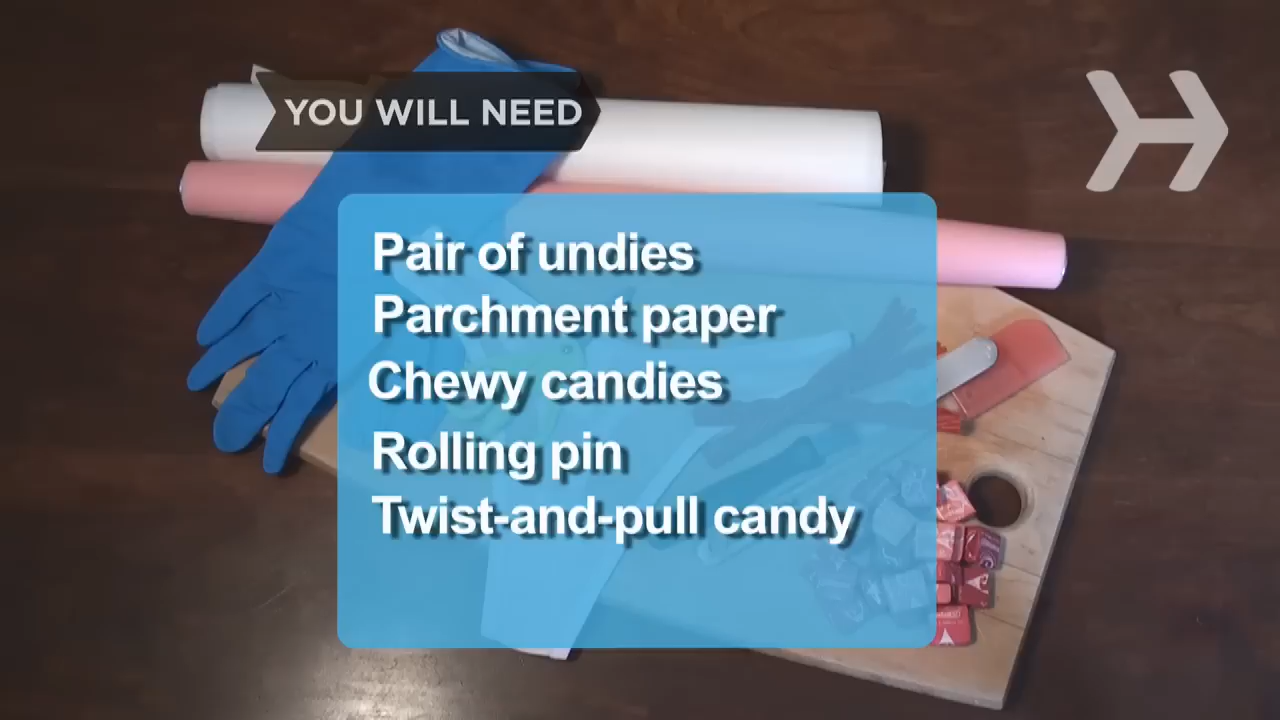 YOU WILL NEED
Pair of undies
Parchment paper
Chewy candies
Rolling pin
Twist-and-pull candy